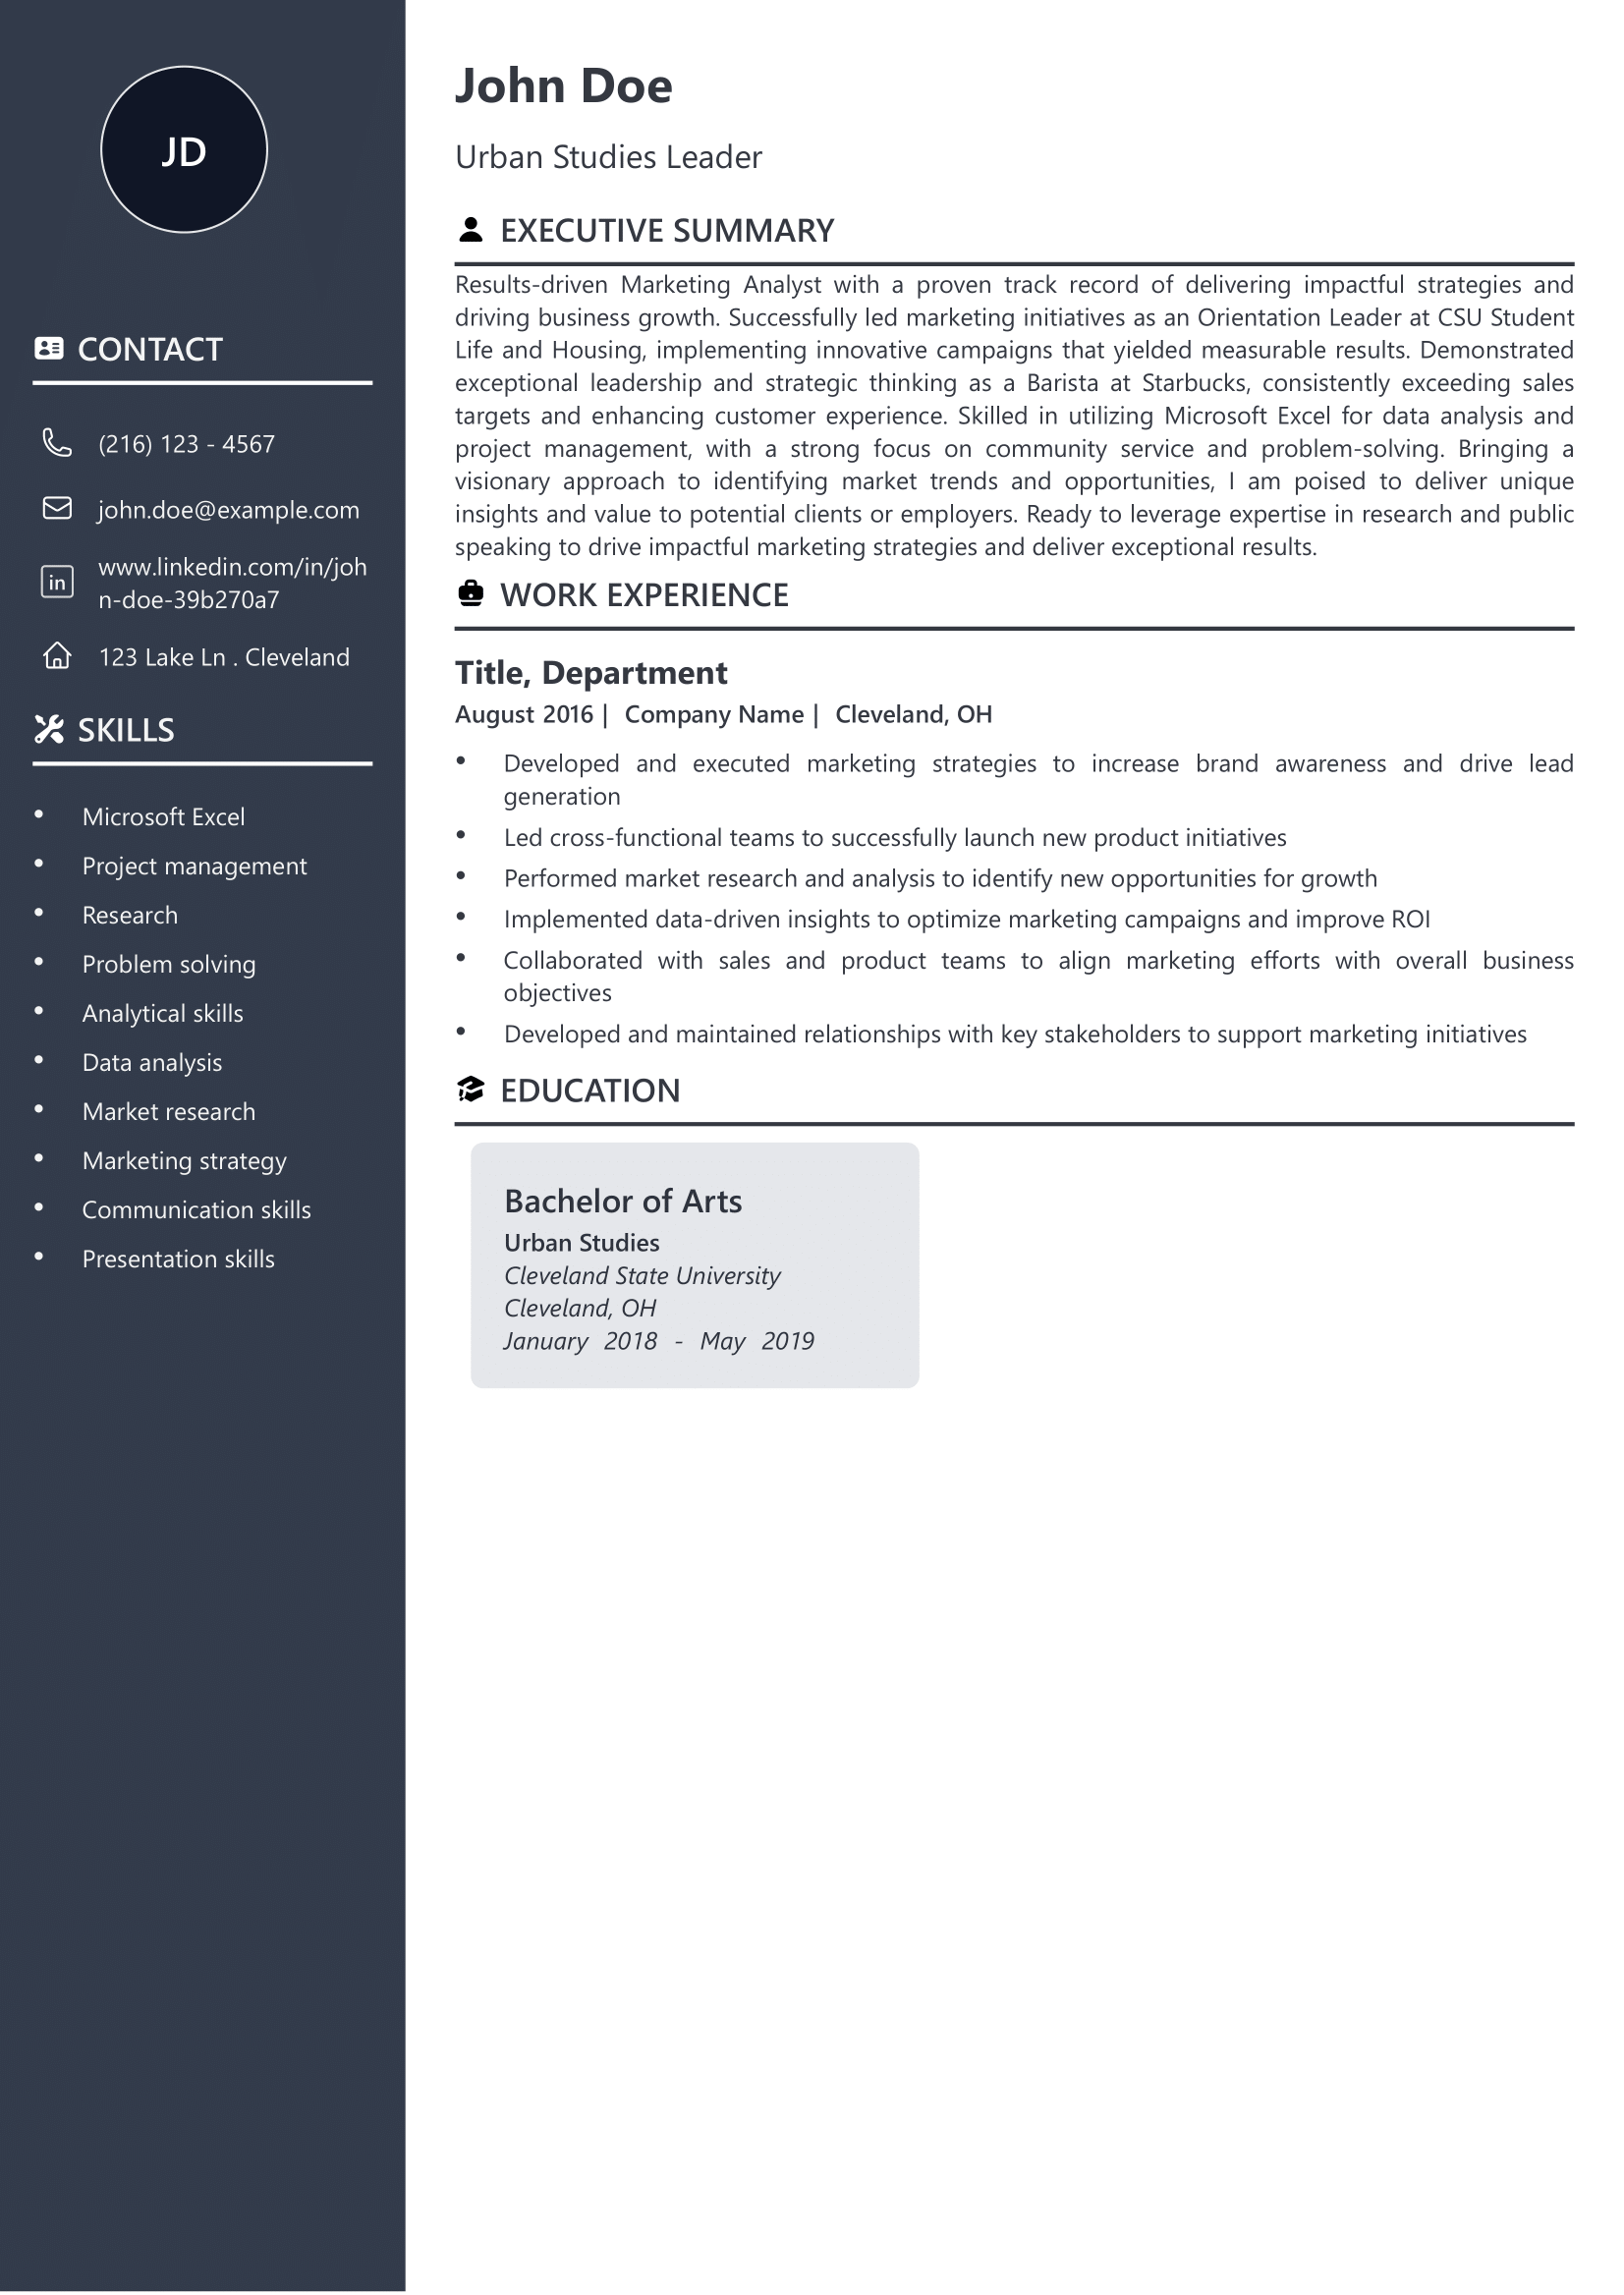 JD
CONTACT
(216) 123 - 4567
john.doe@example.com
www.linkedin.com/in/joh
n-doe-39b270a7
123 Lake Ln . Cleveland
SKILLS
• Microsoft Excel
• Project management
• Research
• Problem solving
• Analytical skills
• Data analysis
• Market research
• Marketing strategy
• Communication skills
• Presentation skills
John Doe
Urban Studies Leader
EXECUTIVE SUMMARY
Results-driven Marketing Analyst with a proven track record of delivering impactful strategies and
driving business growth. Successfully led marketing initiatives as an Orientation Leader at CSU Student
Life and Housing, implementing innovative campaigns that yielded measurable results. Demonstrated
exceptional leadership and strategic thinking as a Barista at Starbucks, consistently exceeding sales
targets and enhancing customer experience. Skilled in utilizing Microsoft Excel for data analysis and
project management, with a strong focus on community service and problem-solving. Bringing a
visionary approach to identifying market trends and opportunities, I am poised to deliver unique
insights and value to potential clients or employers. Ready to leverage expertise in research and public
speaking to drive impactful marketing strategies and deliver exceptional results.
WORK EXPERIENCE
Title, Department
August 2016 | Company Name | Cleveland, OH
• Developed and executed marketing strategies to increase brand awareness and drive lead
generation
• Led cross-functional teams to successfully launch new product initiatives
• Performed market research and analysis to identify new opportunities for growth
• Implemented data-driven insights to optimize marketing campaigns and improve ROI
• Collaborated with sales and product teams to align marketing efforts with overall business
objectives
• Developed and maintained relationships with key stakeholders to support marketing initiatives
EDUCATION
Bachelor of Arts
Urban Studies
Cleveland State University
Cleveland, OH
January 2018 - May 2019